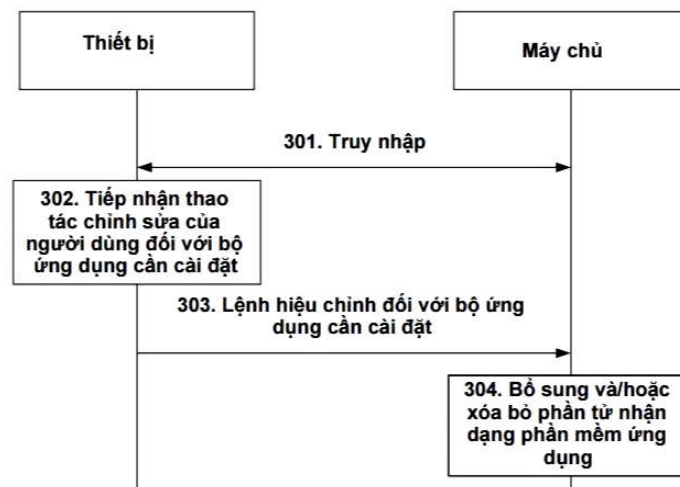 Thiết bị
Máy chủ
301. Truy nhập
302. Tiếp nhận thao
tác chỉnh sửa của
người dùng đối với bộ
ứng dụng cần cài đặt
303. Lệnh hiệu chỉnh đối với bộ ứng
dụng cần cài đặt
304. Bổ sung và/hoặc
xóa bỏ phần tử nhận
dạng phần mềm ứng
dụng